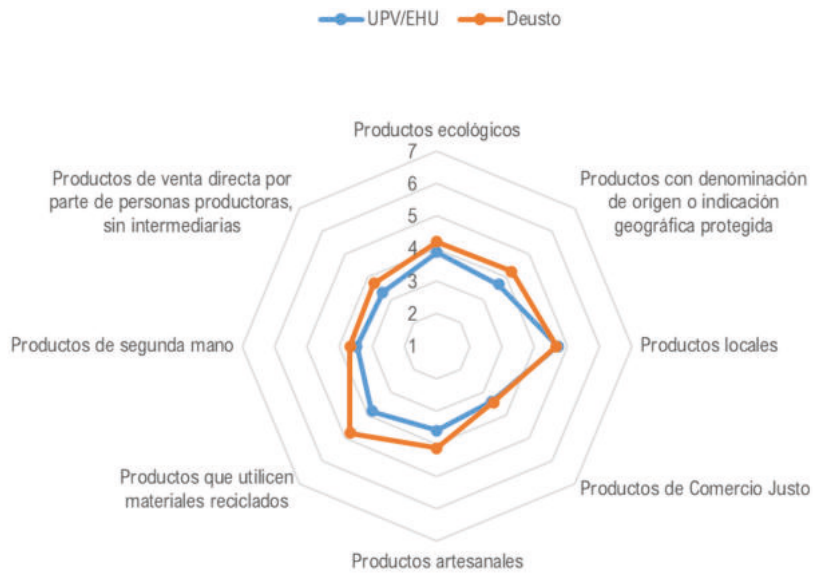 UPV/EHU
Deusto
Productos ecológicos
7
6
5
4
3
2
1
Productos con denominación
de origen o indicación
geográfica protegida
Productos locales
Productos de Comercio Justo
Productos artesanales
Productos que utilicen
materiales reciclados
Productos de segunda mano
Productos de venta directa por
parte de personas productoras,
sin intermediarias